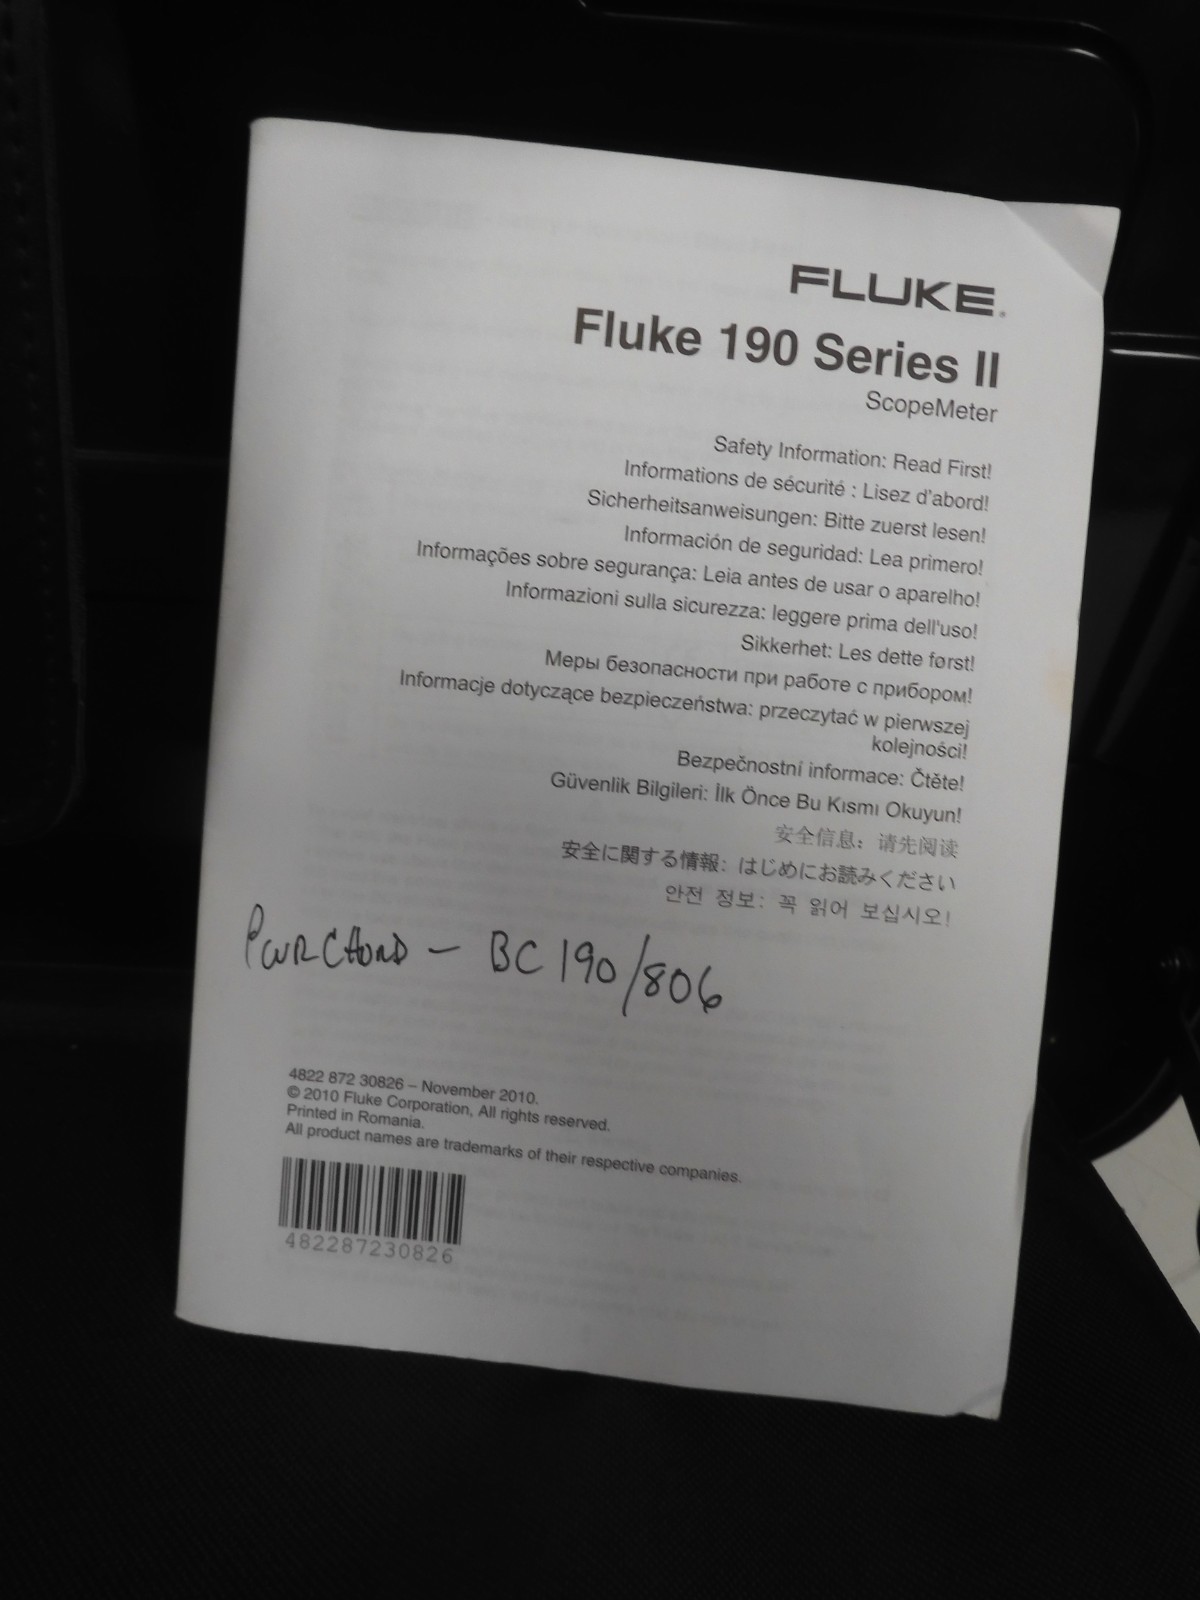 FLUKE®
Fluke 190 Series II
ScopeMeter
Safety Information: Read First!
Informations de sécurité : Lisez d'abord!
Sicherheitsanweisungen: Bitte zuerst lesen!
Información de seguridad: Lea primero!
Informações sobre segurança: Leia antes de usar o aparelho!
Informazioni sulla sicurezza: leggere prima dell'uso!
Sikkerhet: Les dette først!
Меры безопасности при работе с прибором!
Informacje dotyczące bezpieczeństwa: przeczytać w pierwszej
kolejności!
Bezpečnostní informace: Čtěte!
Güvenlik Bilgileri: İlk Önce Bu Kısmı Okuyun!
安全信息：请先阅读
安全に関する情報: はじめにお読みください
안전 정보: 꼭 읽어 보십시오!
PWR CHORD – BC 190/806
4822 872 30826 – November 2010.
© 2010 Fluke Corporation, All rights reserved.
Printed in Romania.
All product names are trademarks of their respective companies.
482287230826